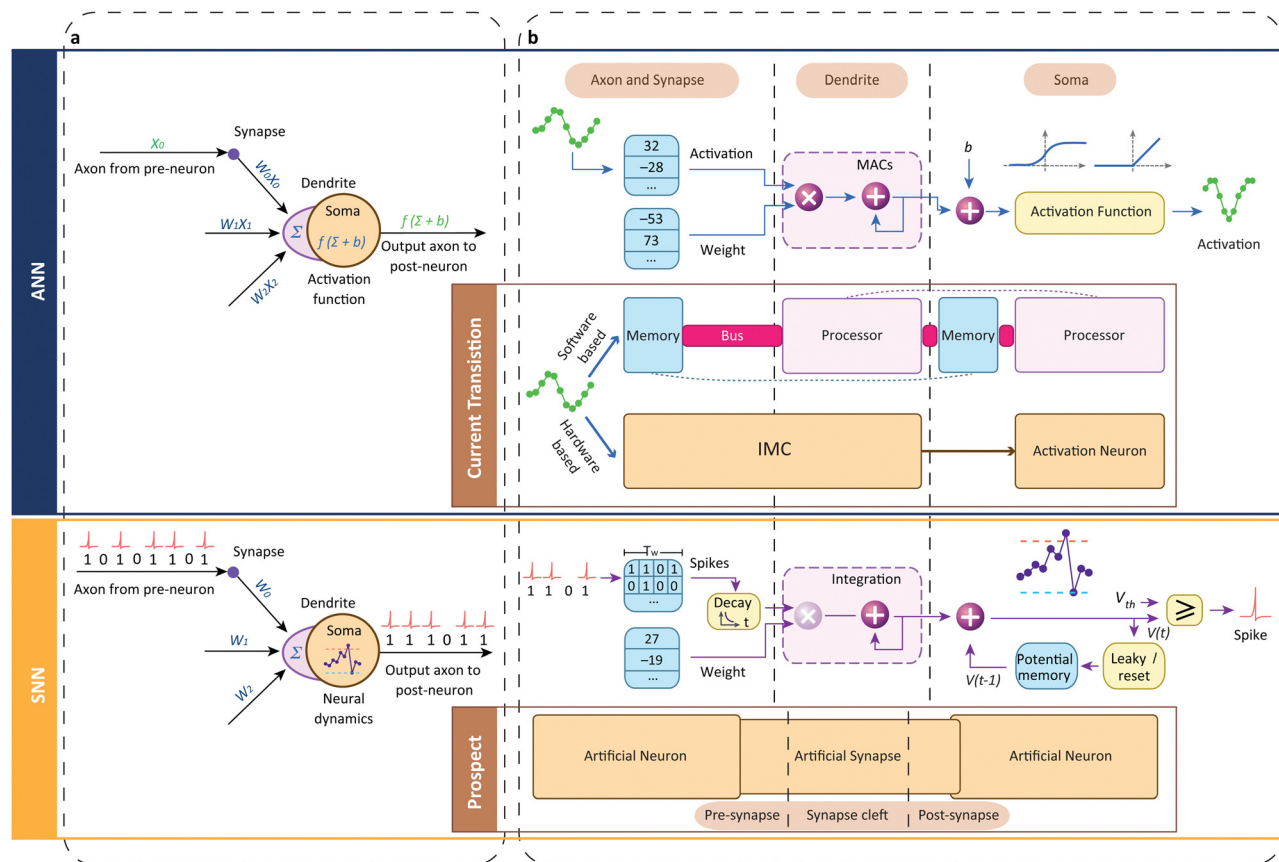 a
b
ANN
Axon and Synapse
Dendrite
Soma
X₀
Axon from pre-neuron
Synapse
W₀X₀
Dendrite
Soma
W₁X₁
Σ
f (Σ + b)
f (Σ + b)
Output axon to
post-neuron
W₂X₂
Activation
function
32
−28
...
Activation
−53
73
...
Weight
MACs
×
+
b
+
Activation Function
Activation
Current Transistion
Software
based
Hardware
based
Memory
Bus
Processor
Memory
Processor
IMC
Activation Neuron
SNN
1 0 1 0 1 1 0 1
Axon from pre-neuron
Synapse
W₀
Dendrite
Soma
W₁
Σ
1 1 1 0 1 1
Output axon to
post-neuron
W₂
Neural
dynamics
1 1 0 1
Tw
1 1 0 1
0 1 0 0
...
Spikes
Decay
t
27
−19
...
Weight
Integration
×
+
+
Vth
≥
V(t)
Spike
V(t-1)
Potential
memory
Leaky /
reset
Prospect
Artificial Neuron
Artificial Synapse
Artificial Neuron
Pre-synapse
Synapse cleft
Post-synapse